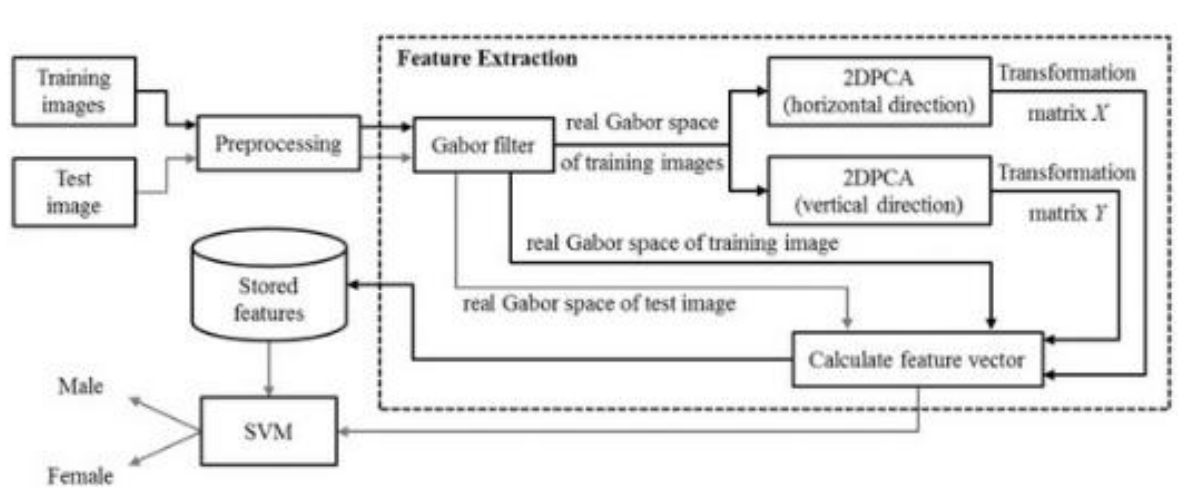 Feature Extraction
Training
images
Test
image
Preprocessing
Gabor filter
real Gabor space
of training images
2DPCA
(horizontal direction)
Transformation
matrix X
2DPCA
(vertical direction)
Transformation
matrix Y
real Gabor space of training image
real Gabor space of test image
Stored
features
Calculate feature vector
Male
SVM
Female